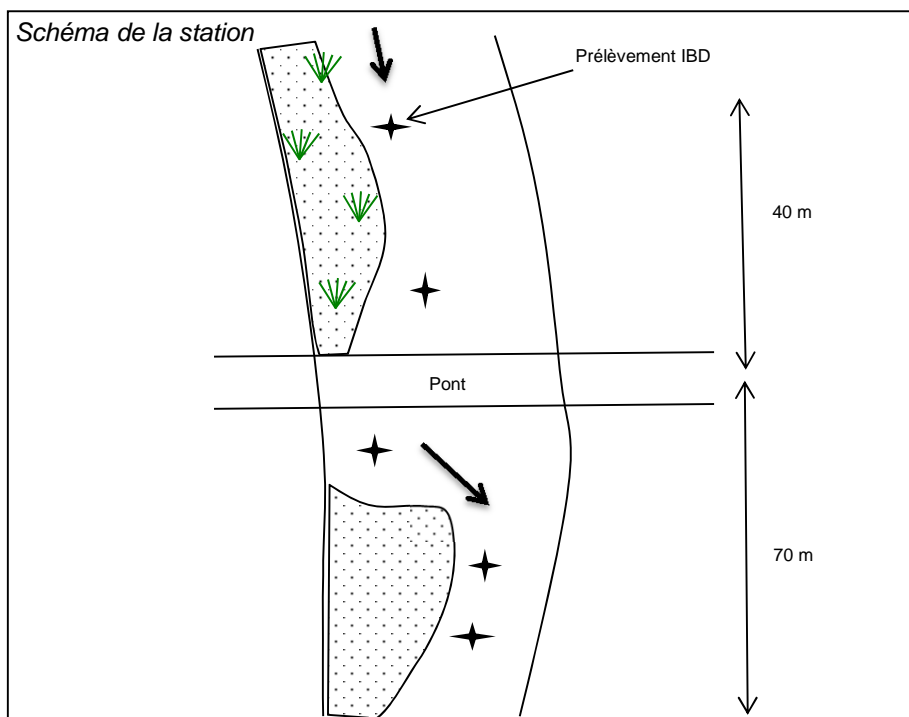 Schéma de la station
Prélèvement IBD
40 m
Pont
70 m